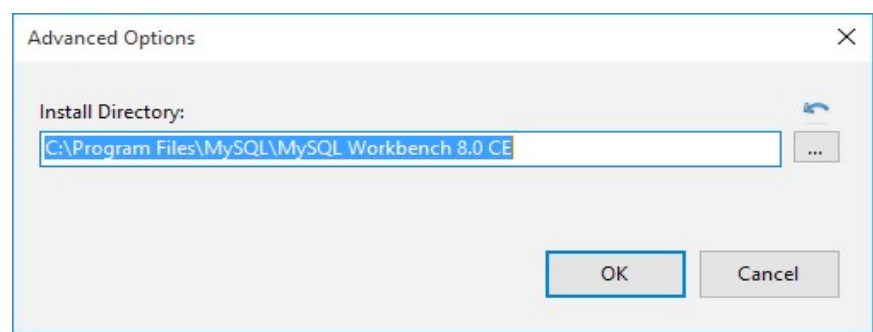 Advanced Options
Install Directory:
C:\Program Files\MySQL\MySQL Workbench 8.0 CE
...
OK
Cancel